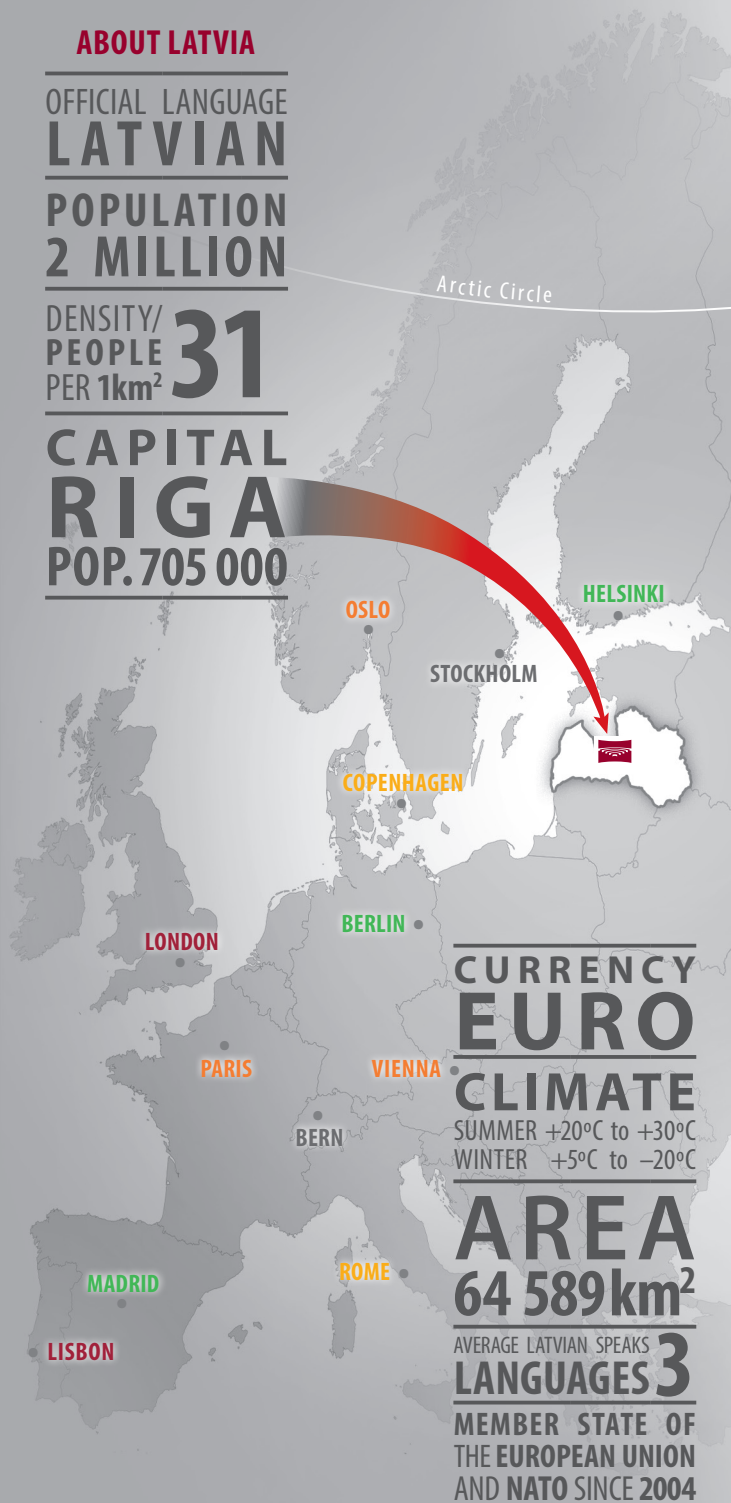 ABOUT LATVIA
OFFICIAL LANGUAGE
LATVIAN
POPULATION
2 MILLION
DENSITY/
PEOPLE
PER 1km²
31
CAPITAL
RIGA
POP. 705 000
Arctic Circle
HELSINKI
OSLO
STOCKHOLM
COPENHAGEN
BERLIN
LONDON
PARIS
VIENNA
BERN
ROME
MADRID
LISBON
CURRENCY
EURO
CLIMATE
SUMMER +20ºC to +30ºC
WINTER +5ºC to –20ºC
AREA
64 589 km²
AVERAGE LATVIAN SPEAKS
LANGUAGES 3
MEMBER STATE OF
THE EUROPEAN UNION
AND NATO SINCE 2004